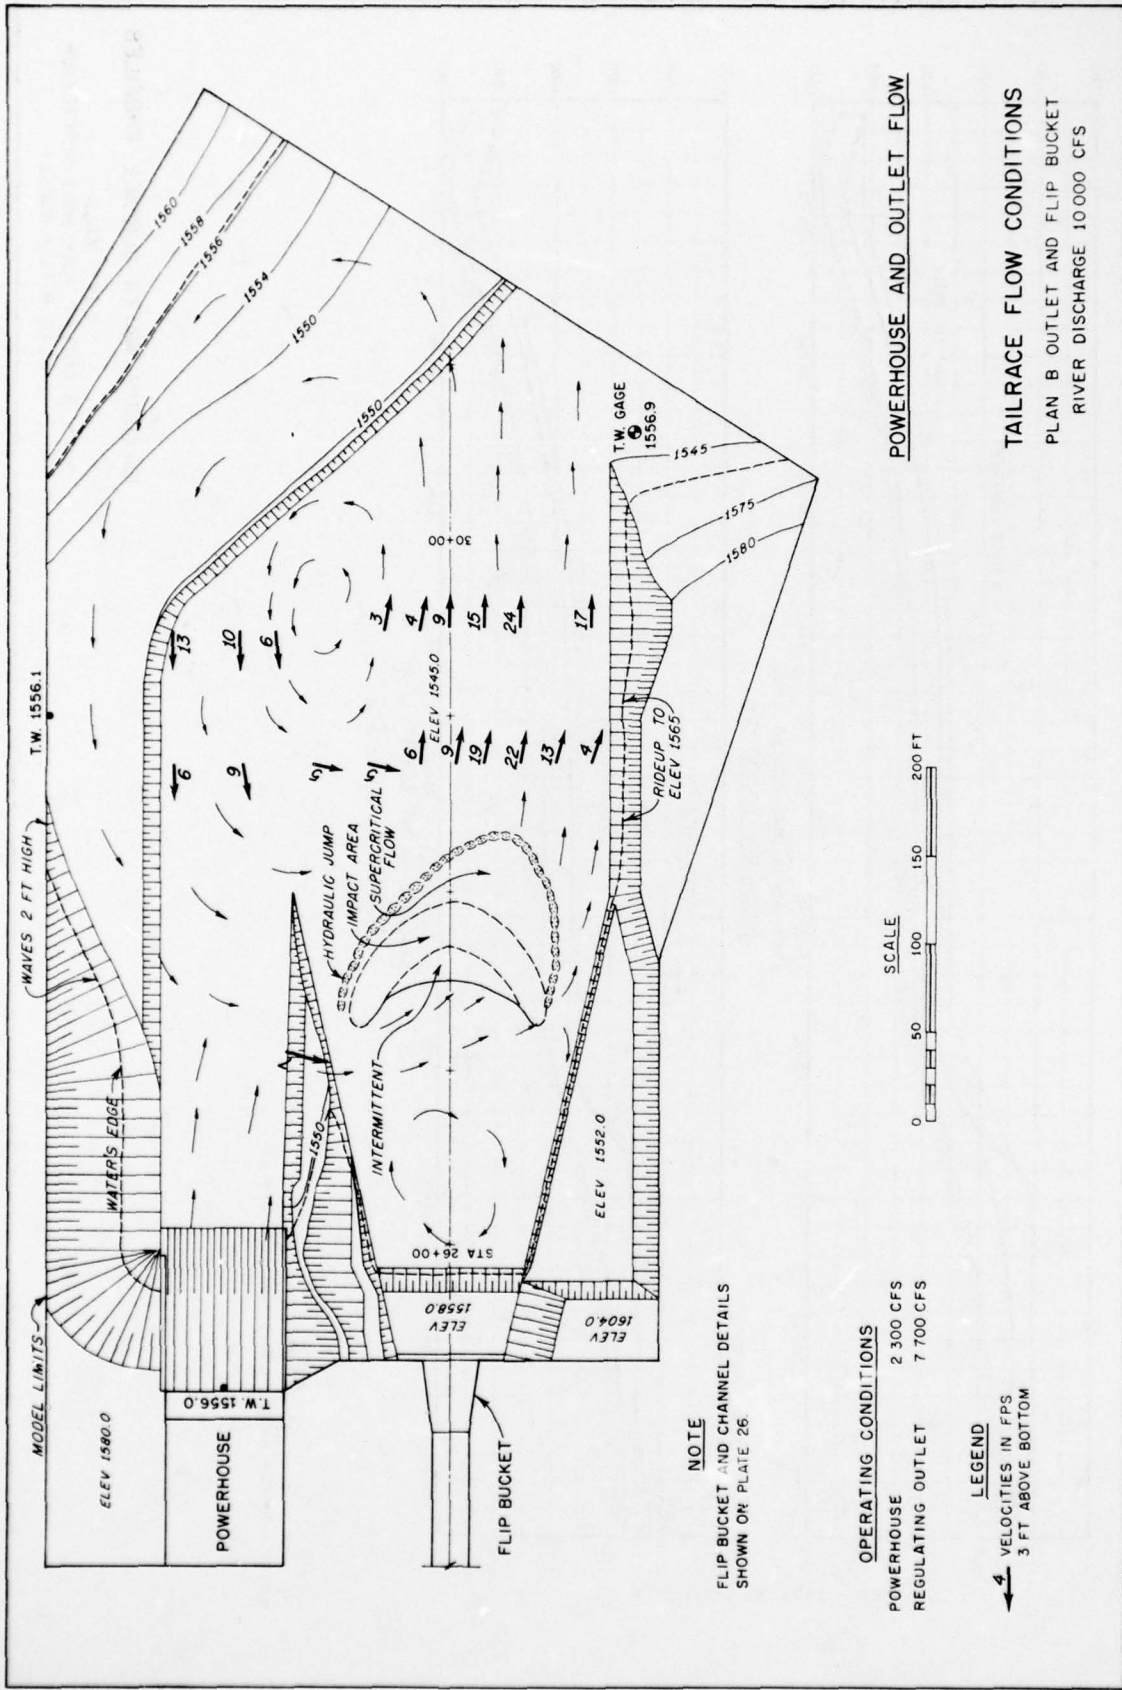 MODEL LIMITS
WAVES 2 FT HIGH
T.W. 1556.1
ELEV 1580.0
WATER'S EDGE
POWERHOUSE
T.W. 1556.0
1560
1558
1556
1554
1550
1550
1550
6
9
13
10
6
5
5
HYDRAULIC JUMP
IMPACT AREA
SUPERCRITICAL
FLOW
INTERMITTENT
3
4
9
15
24
17
6
9
19
22
13
4
ELEV 1545.0
30+00
STA 26+00
ELEV
1558.0
ELEV
1604.0
ELEV 1552.0
FLIP BUCKET
RIDEUP TO
ELEV 1565
T.W. GAGE
1556.9
1545
1575
1580
NOTE
FLIP BUCKET AND CHANNEL DETAILS
SHOWN ON PLATE 26.
SCALE
0 50 100 150 200 FT
OPERATING CONDITIONS
POWERHOUSE 2 300 CFS
REGULATING OUTLET 7 700 CFS
LEGEND
4 VELOCITIES IN FPS
3 FT ABOVE BOTTOM
POWERHOUSE AND OUTLET FLOW
TAILRACE FLOW CONDITIONS
PLAN B OUTLET AND FLIP BUCKET
RIVER DISCHARGE 10 000 CFS